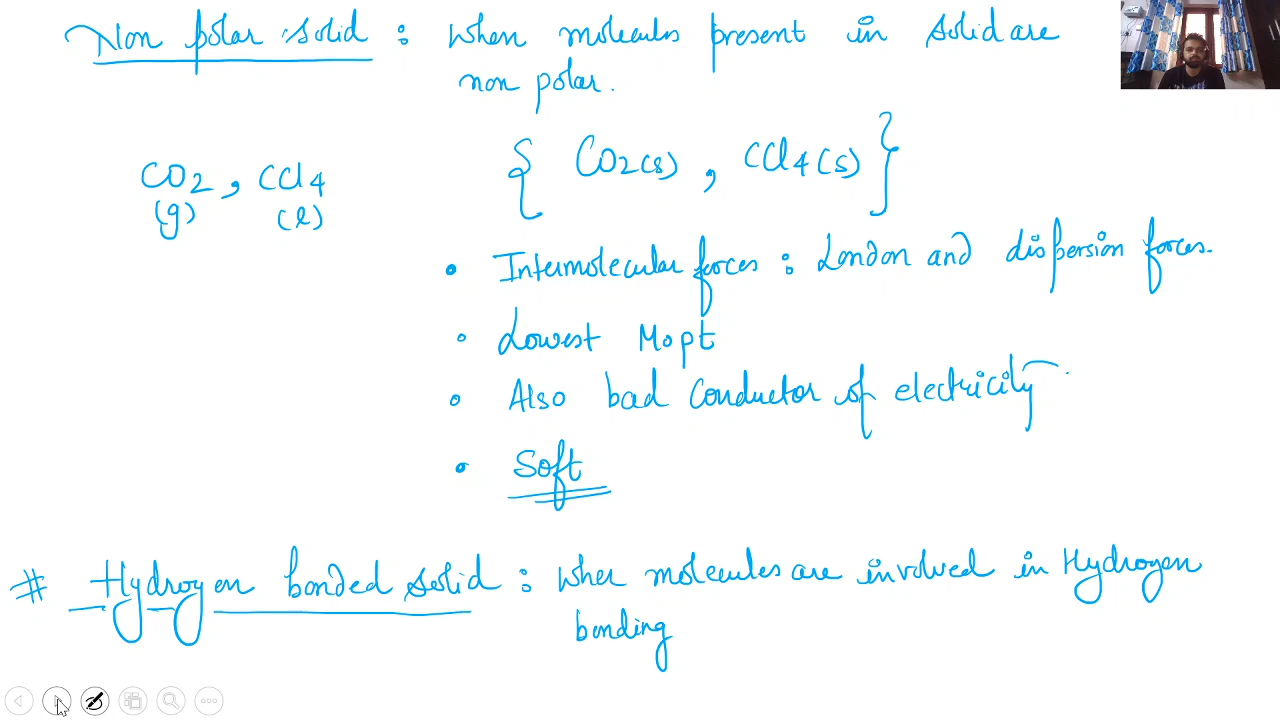 Non polar solid : When molecules present in solid are
non polar.
CO2 , CCl4
(g) (l)
{ CO2(s) , CCl4(s) }
• Intermolecular forces : London and dispersion forces.
• Lowest M.pt
• Also bad conductor of electricity.
• Soft
# Hydrogen bonded solid : When molecules are involved in Hydrogen
bonding